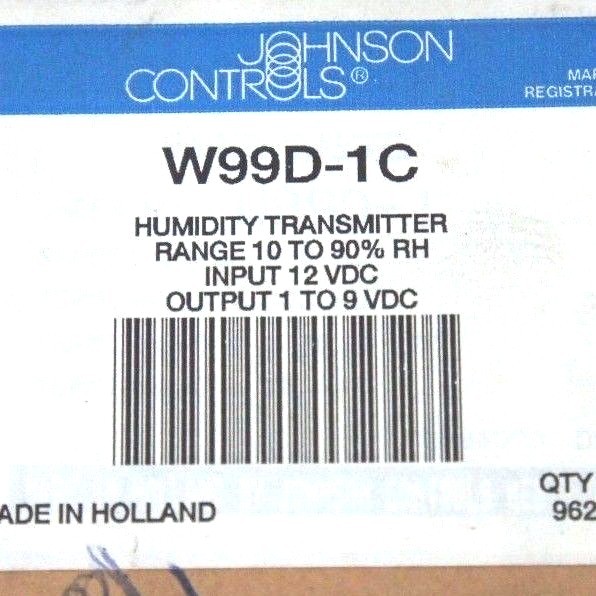 JOHNSON
CONTROLS®
W99D-1C
HUMIDITY TRANSMITTER
RANGE 10 TO 90% RH
INPUT 12 VDC
OUTPUT 1 TO 9 VDC
QTY
ADE IN HOLLAND
962